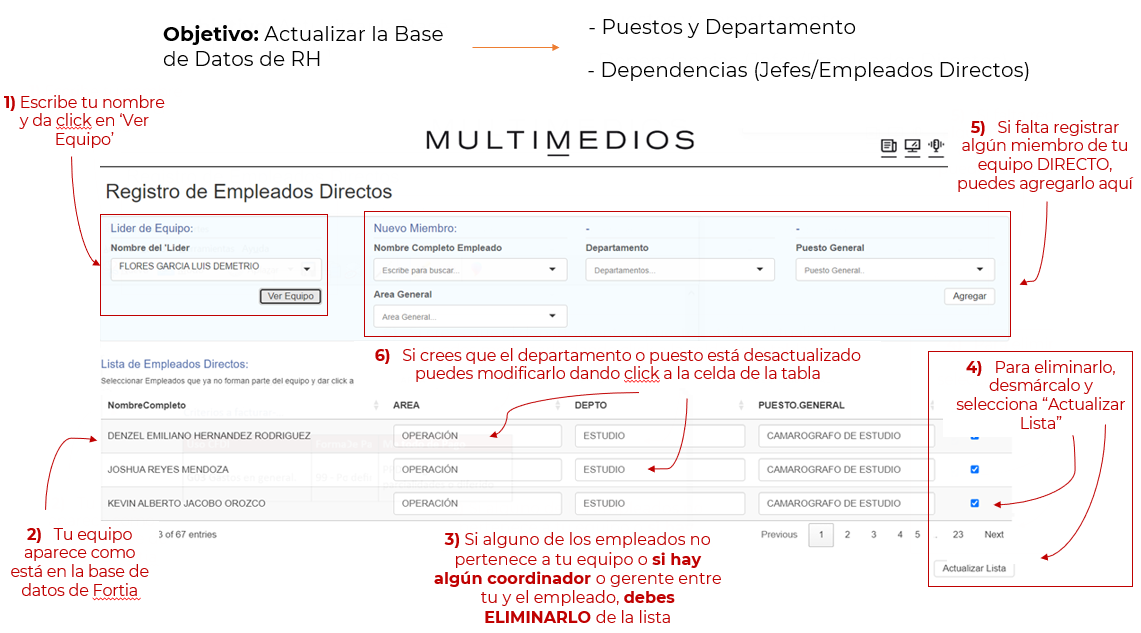 Objetivo: Actualizar la Base
de Datos de RH
- Puestos y Departamento
- Dependencias (Jefes/Empleados Directos)
1) Escribe tu nombre
y da click en ‘Ver
Equipo’
MULTIMEDIOS
5) Si falta registrar
algún miembro de tu
equipo DIRECTO,
puedes agregarlo aquí
Registro de Empleados Directos
Lider de Equipo:
Nombre del 'Lider
FLORES GARCIA LUIS DEMETRIO
Ver Equipo
Nuevo Miembro:
-
-
Nombre Completo Empleado
Departamento
Puesto General
Escribe para buscar...
Departamentos...
Puesto General..
Area General
Area General...
Agregar
Lista de Empleados Directos:
Seleccionar Empleados que ya no forman parte del equipo y dar click a
6) Si crees que el departamento o puesto está desactualizado
puedes modificarlo dando click a la celda de la tabla
4) Para eliminarlo,
desmárcalo y
selecciona “Actualizar
Lista”
NombreCompleto AREA DEPTO PUESTO.GENERAL
DENZEL EMILIANO HERNANDEZ RODRIGUEZ OPERACIÓN ESTUDIO CAMAROGRAFO DE ESTUDIO
JOSHUA REYES MENDOZA OPERACIÓN ESTUDIO CAMAROGRAFO DE ESTUDIO
KEVIN ALBERTO JACOBO OROZCO OPERACIÓN ESTUDIO CAMAROGRAFO DE ESTUDIO
2) Tu equipo
aparece como
está en la base de
datos de Fortia
3 of 67 entries
3) Si alguno de los empleados no
pertenece a tu equipo o si hay
algún coordinador o gerente entre
tu y el empleado, debes
ELIMINARLO de la lista
Previous 1 2 3 4 5 . 23 Next
Actualizar Lista